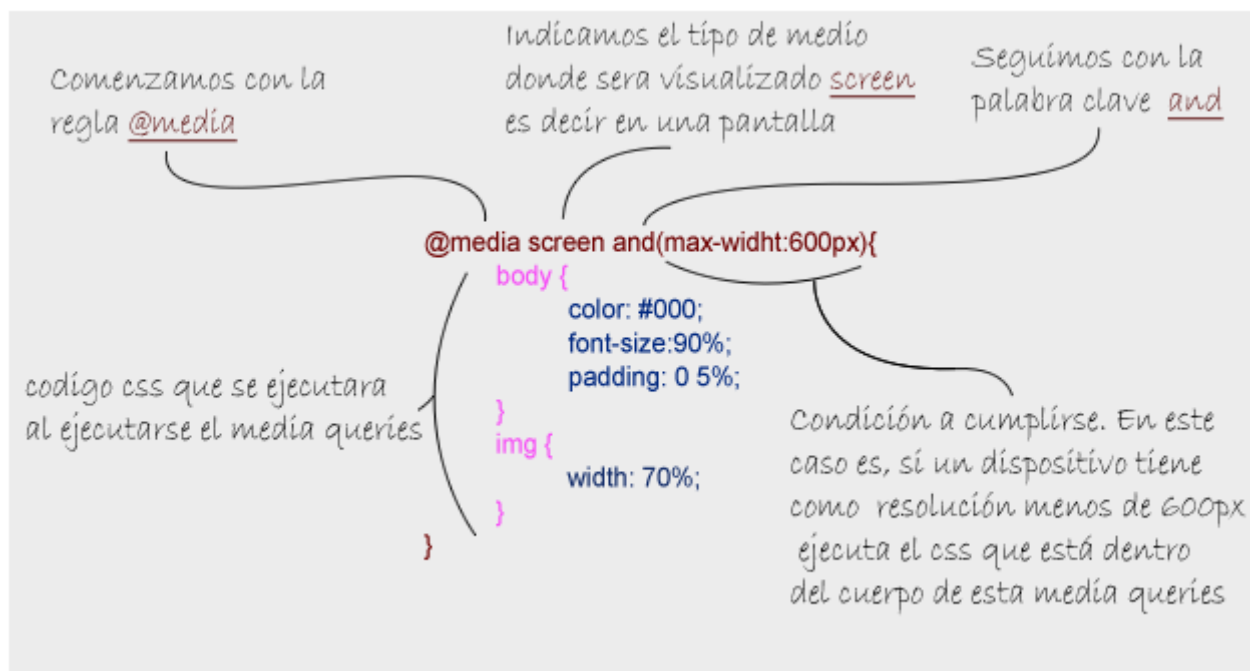 Comenzamos con la
regla @media
Indicamos el tipo de medio
donde sera visualizado screen
es decir en una pantalla
Seguimos con la
palabra clave and
@media screen and(max-widht:600px){
body {
color: #000;
font-size:90%;
padding: 0 5%;
}
img {
width: 70%;
}
}
codigo css que se ejecutara
al ejecutarse el media queries
Condición a cumplirse. En este
caso es, si un dispositivo tiene
como resolución menos de 600px
ejecuta el css que está dentro
del cuerpo de esta media queries